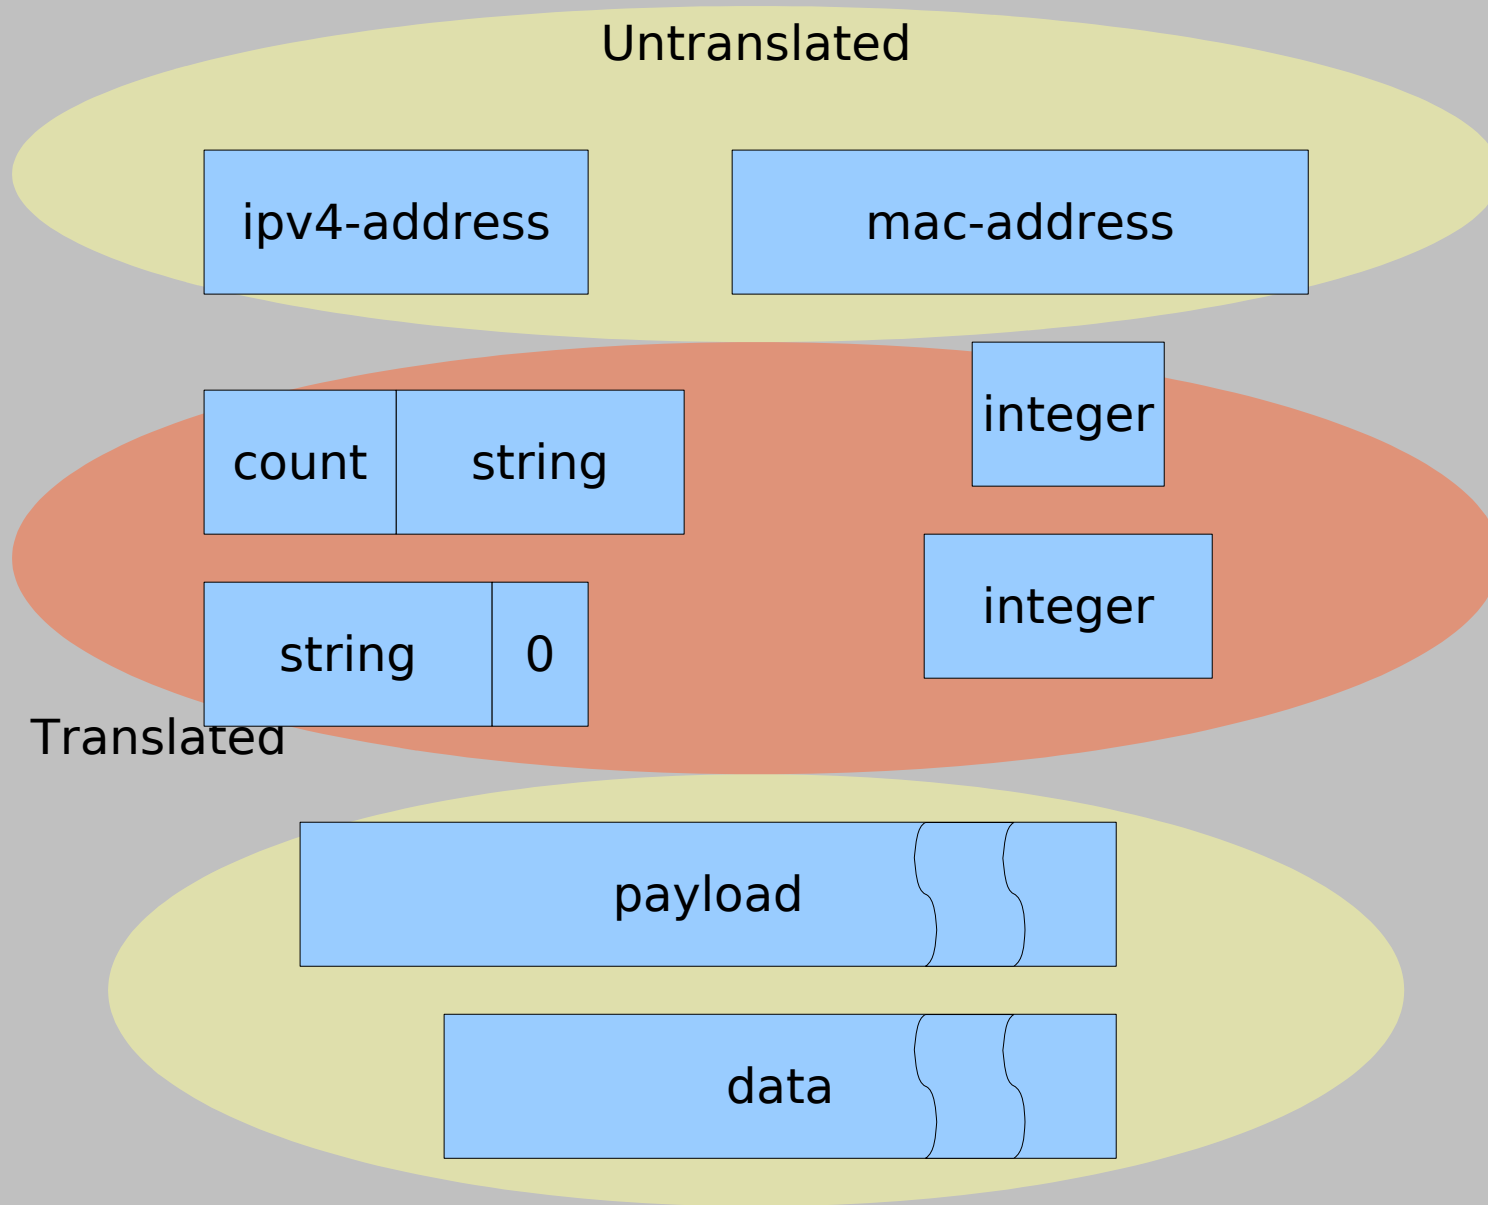 Untranslated
ipv4-address
mac-address
integer
count
string
integer
string
0
Translated
payload
data